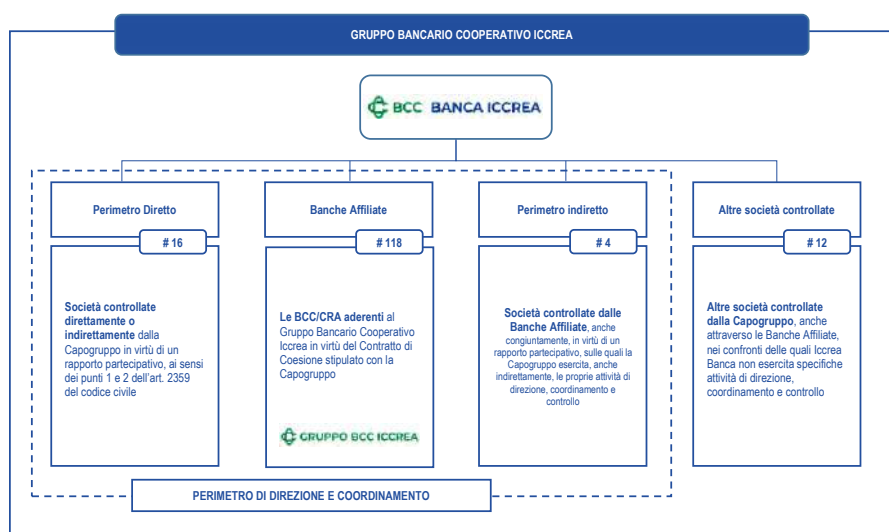 GRUPPO BANCARIO COOPERATIVO ICCREA
BCC BANCA ICCREA
Perimetro Diretto
# 16
Società controllate
direttamente o
indirettamente dalla
Capogruppo in virtù di un
rapporto partecipativo, ai sensi
dei punti 1 e 2 dell'art. 2359
del codice civile
Banche Affiliate
# 118
Le BCC/CRA aderenti al
Gruppo Bancario Cooperativo
Iccrea in virtù del Contratto di
Coesione stipulato con la
Capogruppo
GRUPPO BCC ICCREA
Perimetro indiretto
# 4
Società controllate dalle
Banche Affiliate, anche
congiuntamente, in virtù di un
rapporto partecipativo, sulle quali la
Capogruppo esercita, anche
indirettamente, le proprie attività di
direzione, coordinamento e
controllo
Altre società controllate
# 12
Altre società controllate
dalla Capogruppo, anche
attraverso le Banche Affiliate,
nei confronti delle quali Iccrea
Banca non esercita specifiche
attività di direzione,
coordinamento e controllo
PERIMETRO DI DIREZIONE E COORDINAMENTO